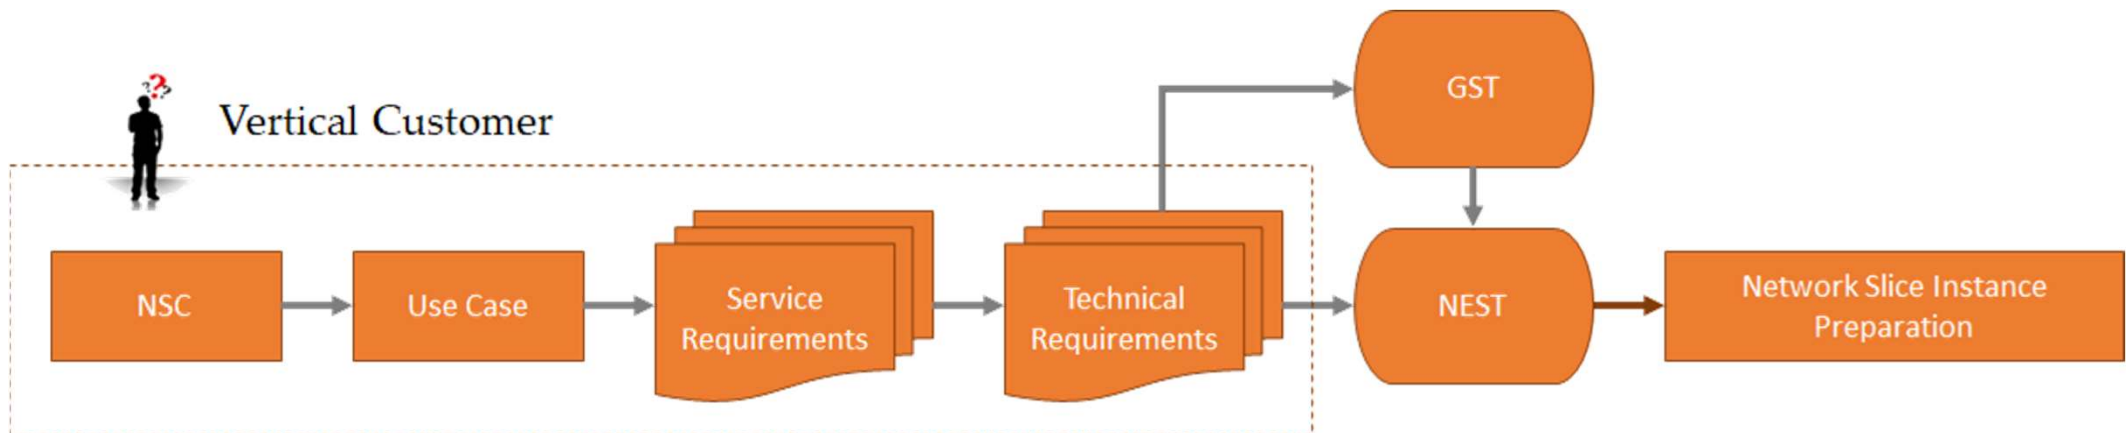 ???
Vertical Customer
GST
NSC
Use Case
Service
Requirements
Technical
Requirements
NEST
Network Slice Instance
Preparation